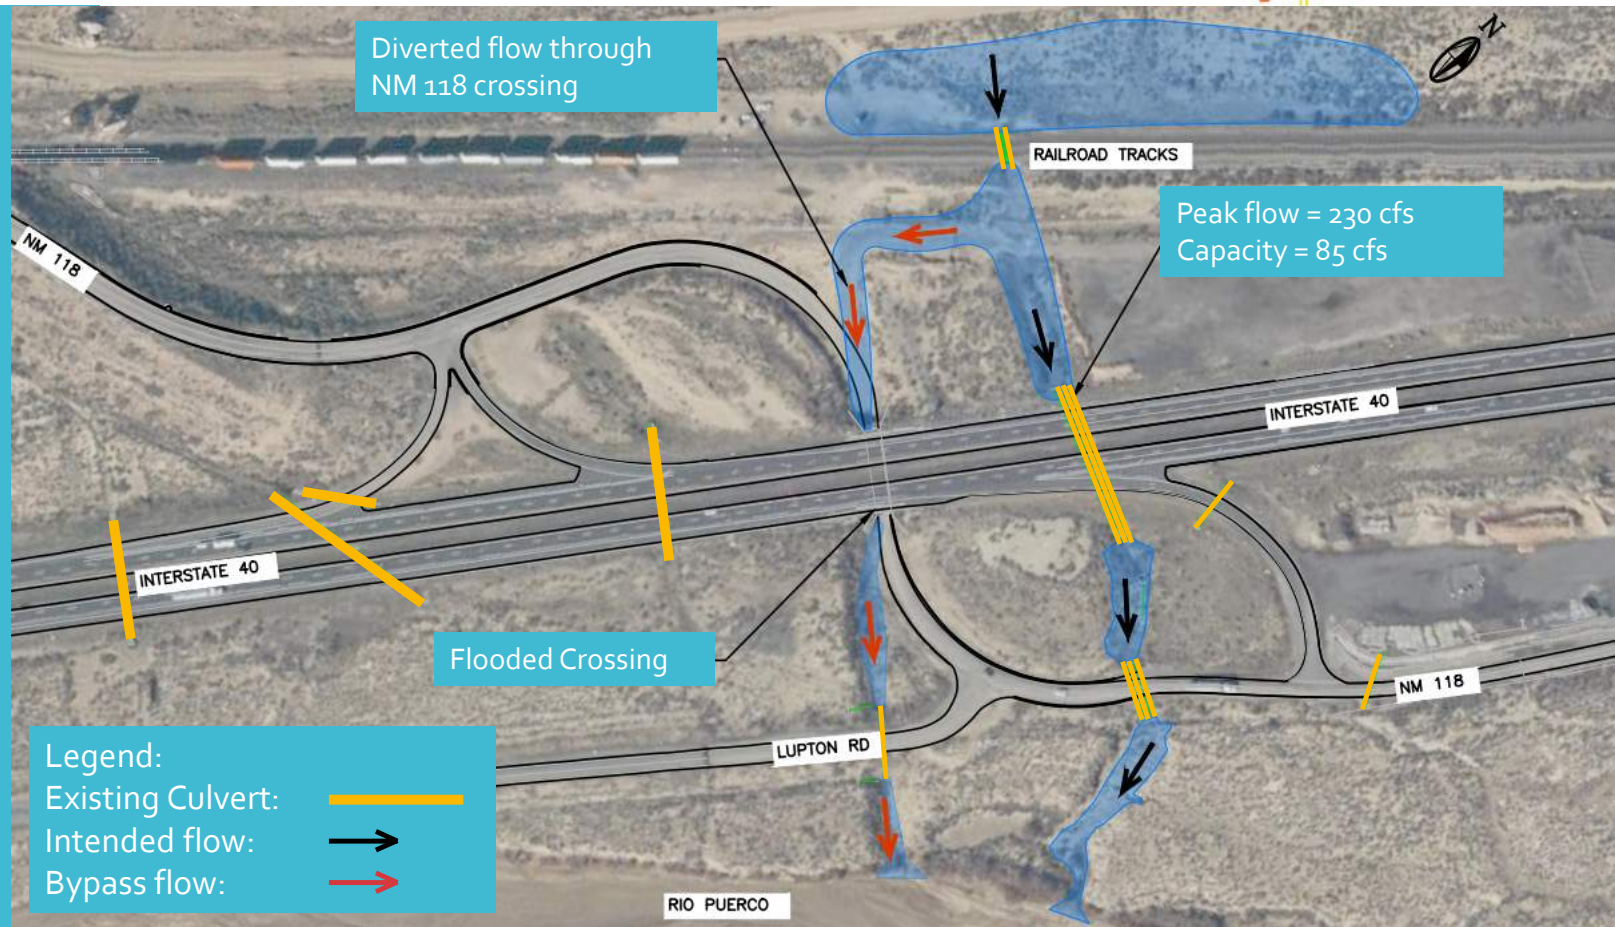 N
Diverted flow through
NM 118 crossing
RAILROAD TRACKS
Peak flow = 230 cfs
Capacity = 85 cfs
NM 118
INTERSTATE 40
INTERSTATE 40
Flooded Crossing
NM 118
LUPTON RD
Legend:
Existing Culvert:
Intended flow:
Bypass flow:
RIO PUERCO